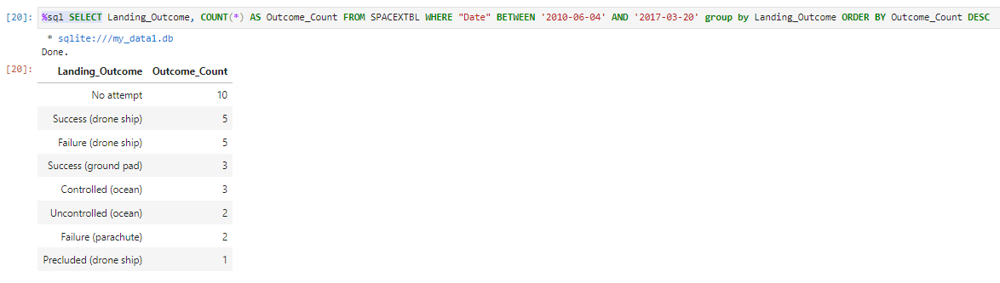 [20]: %sql SELECT Landing_Outcome, COUNT(*) AS Outcome_Count FROM SPACEXTBL WHERE "Date" BETWEEN '2010-06-04' AND '2017-03-20' group by Landing_Outcome ORDER BY Outcome_Count DESC
* sqlite:///my_data1.db
Done.
[20]: Landing_Outcome Outcome_Count
No attempt 10
Success (drone ship) 5
Failure (drone ship) 5
Success (ground pad) 3
Controlled (ocean) 3
Uncontrolled (ocean) 2
Failure (parachute) 2
Precluded (drone ship) 1